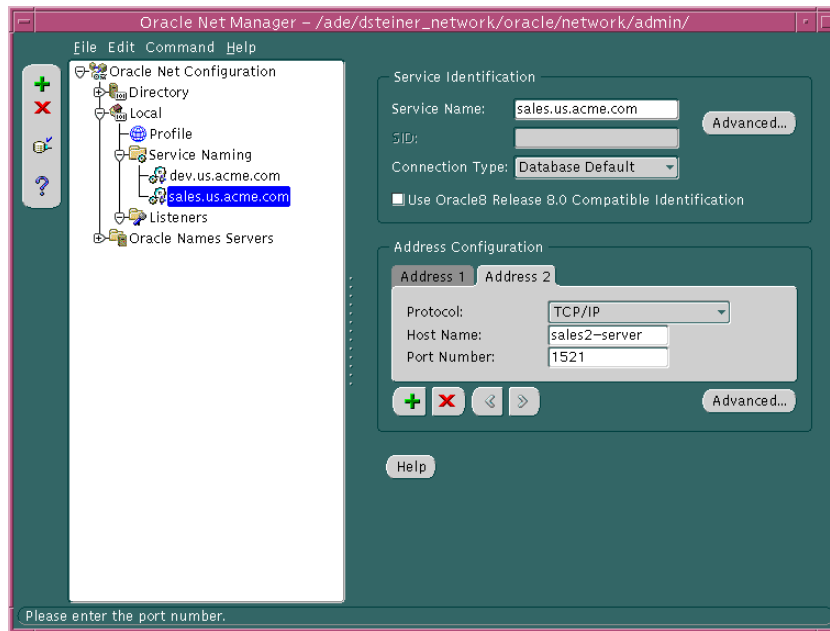 Oracle Net Manager – /ade/dsteiner_network/oracle/network/admin/
File Edit Command Help
Oracle Net Configuration
Directory
Local
Profile
Service Naming
dev.us.acme.com
sales.us.acme.com
Listeners
Oracle Names Servers
Service Identification
Service Name: sales.us.acme.com
Advanced...
SID:
Connection Type: Database Default
Use Oracle8 Release 8.0 Compatible Identification
Address Configuration
Address 1 Address 2
Protocol: TCP/IP
Host Name: sales2–server
Port Number: 1521
Advanced...
Help
Please enter the port number.